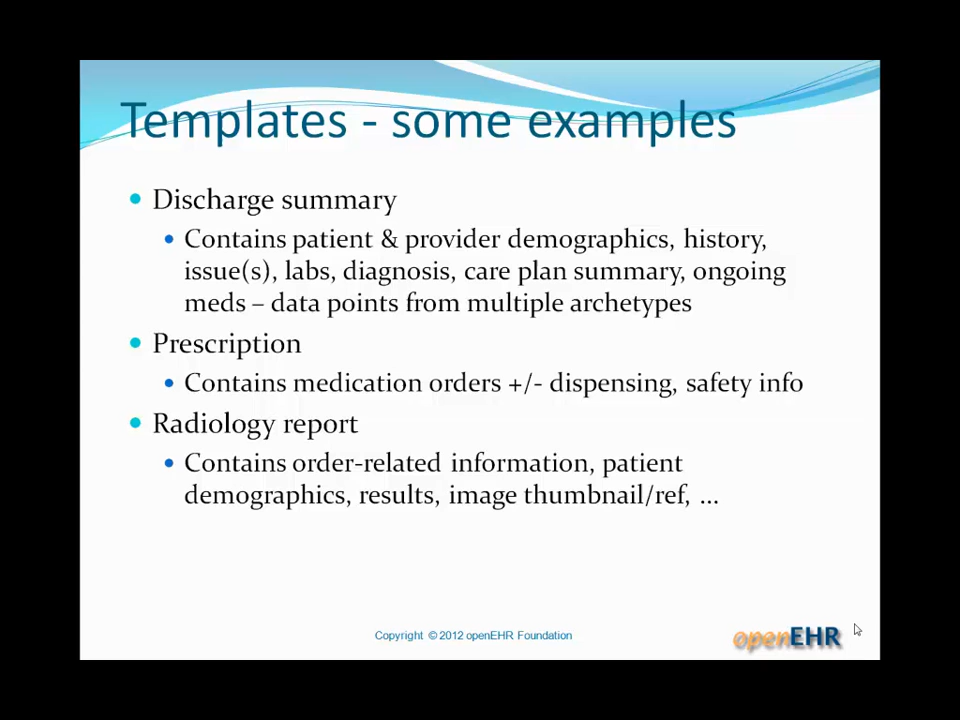 Templates - some examples
Discharge summary
Contains patient & provider demographics, history,
issue(s), labs, diagnosis, care plan summary, ongoing
meds – data points from multiple archetypes
Prescription
Contains medication orders +/- dispensing, safety info
Radiology report
Contains order-related information, patient
demographics, results, image thumbnail/ref, ...
Copyright © 2012 openEHR Foundation
openEHR